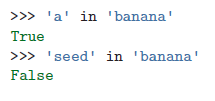 >>> 'a' in 'banana'
True
>>> 'seed' in 'banana'
False